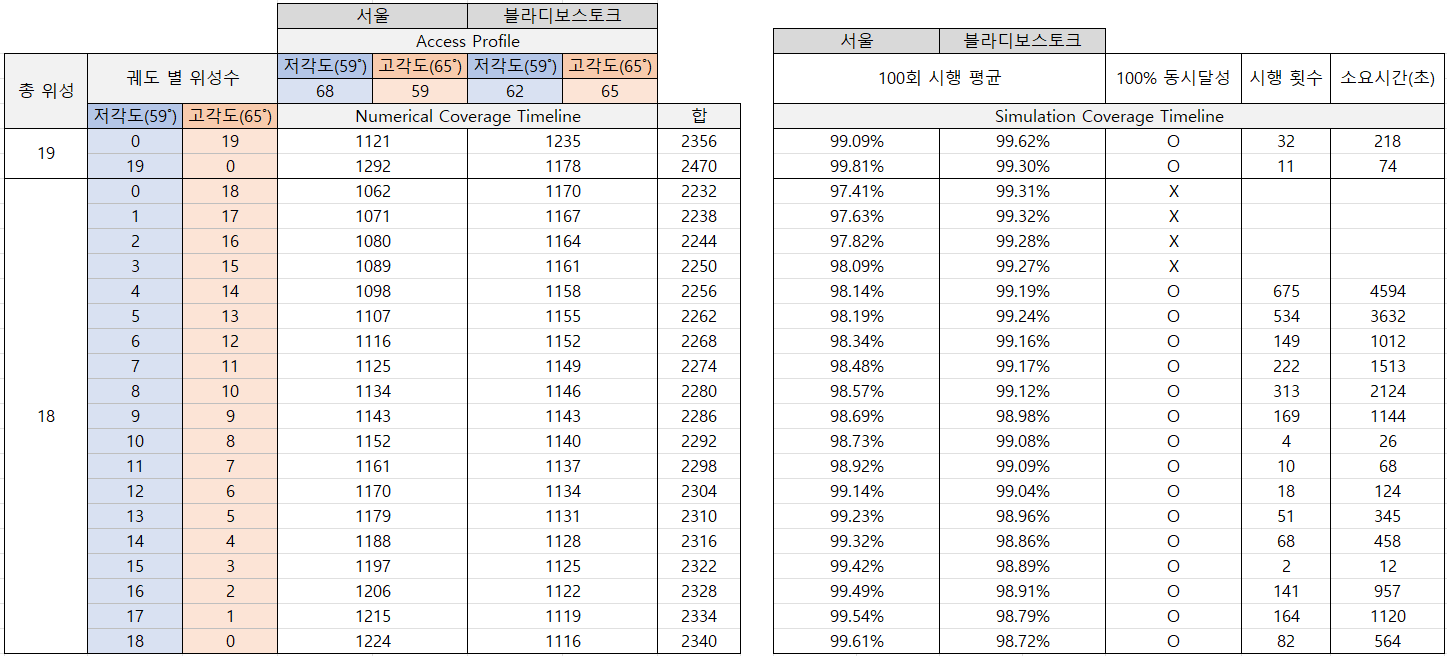 서울 블라디보스토크
Access Profile
서울 블라디보스토크
총 위성 궤도 별 위성수 저각도(59˚) 고각도(65˚) 저각도(59˚) 고각도(65˚) 100회 시행 평균 100% 동시달성 시행 횟수 소요시간(초)
68 59 62 65
저각도(59˚) 고각도(65˚) Numerical Coverage Timeline 합 Simulation Coverage Timeline
19 0 19 1121 1235 2356 99.09% 99.62% O 32 218
19 0 1292 1178 2470 99.81% 99.30% O 11 74
18 0 18 1062 1170 2232 97.41% 99.31% X
1 17 1071 1167 2238 97.63% 99.32% X
2 16 1080 1164 2244 97.82% 99.28% X
3 15 1089 1161 2250 98.09% 99.27% X
4 14 1098 1158 2256 98.14% 99.19% O 675 4594
5 13 1107 1155 2262 98.19% 99.24% O 534 3632
6 12 1116 1152 2268 98.34% 99.16% O 149 1012
7 11 1125 1149 2274 98.48% 99.17% O 222 1513
8 10 1134 1146 2280 98.57% 99.12% O 313 2124
9 9 1143 1143 2286 98.69% 98.98% O 169 1144
10 8 1152 1140 2292 98.73% 99.08% O 4 26
11 7 1161 1137 2298 98.92% 99.09% O 10 68
12 6 1170 1134 2304 99.14% 99.04% O 18 124
13 5 1179 1131 2310 99.23% 98.96% O 51 345
14 4 1188 1128 2316 99.32% 98.86% O 68 458
15 3 1197 1125 2322 99.42% 98.89% O 2 12
16 2 1206 1122 2328 99.49% 98.91% O 141 957
17 1 1215 1119 2334 99.54% 98.79% O 164 1120
18 0 1224 1116 2340 99.61% 98.72% O 82 564